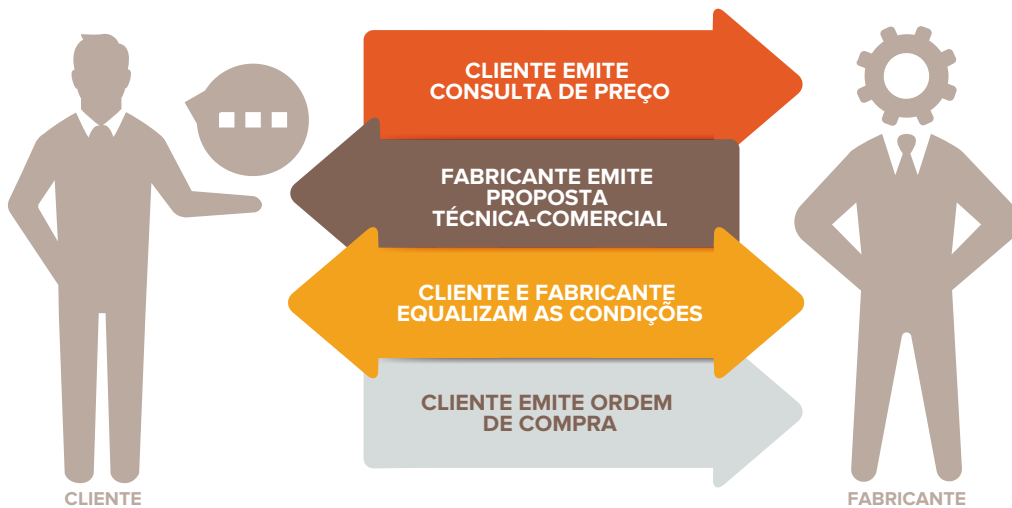 CLIENTE EMITE
CONSULTA DE PREÇO
FABRICANTE EMITE
PROPOSTA
TÉCNICA-COMERCIAL
CLIENTE E FABRICANTE
EQUALIZAM AS CONDIÇÕES
CLIENTE EMITE ORDEM
DE COMPRA
CLIENTE
FABRICANTE